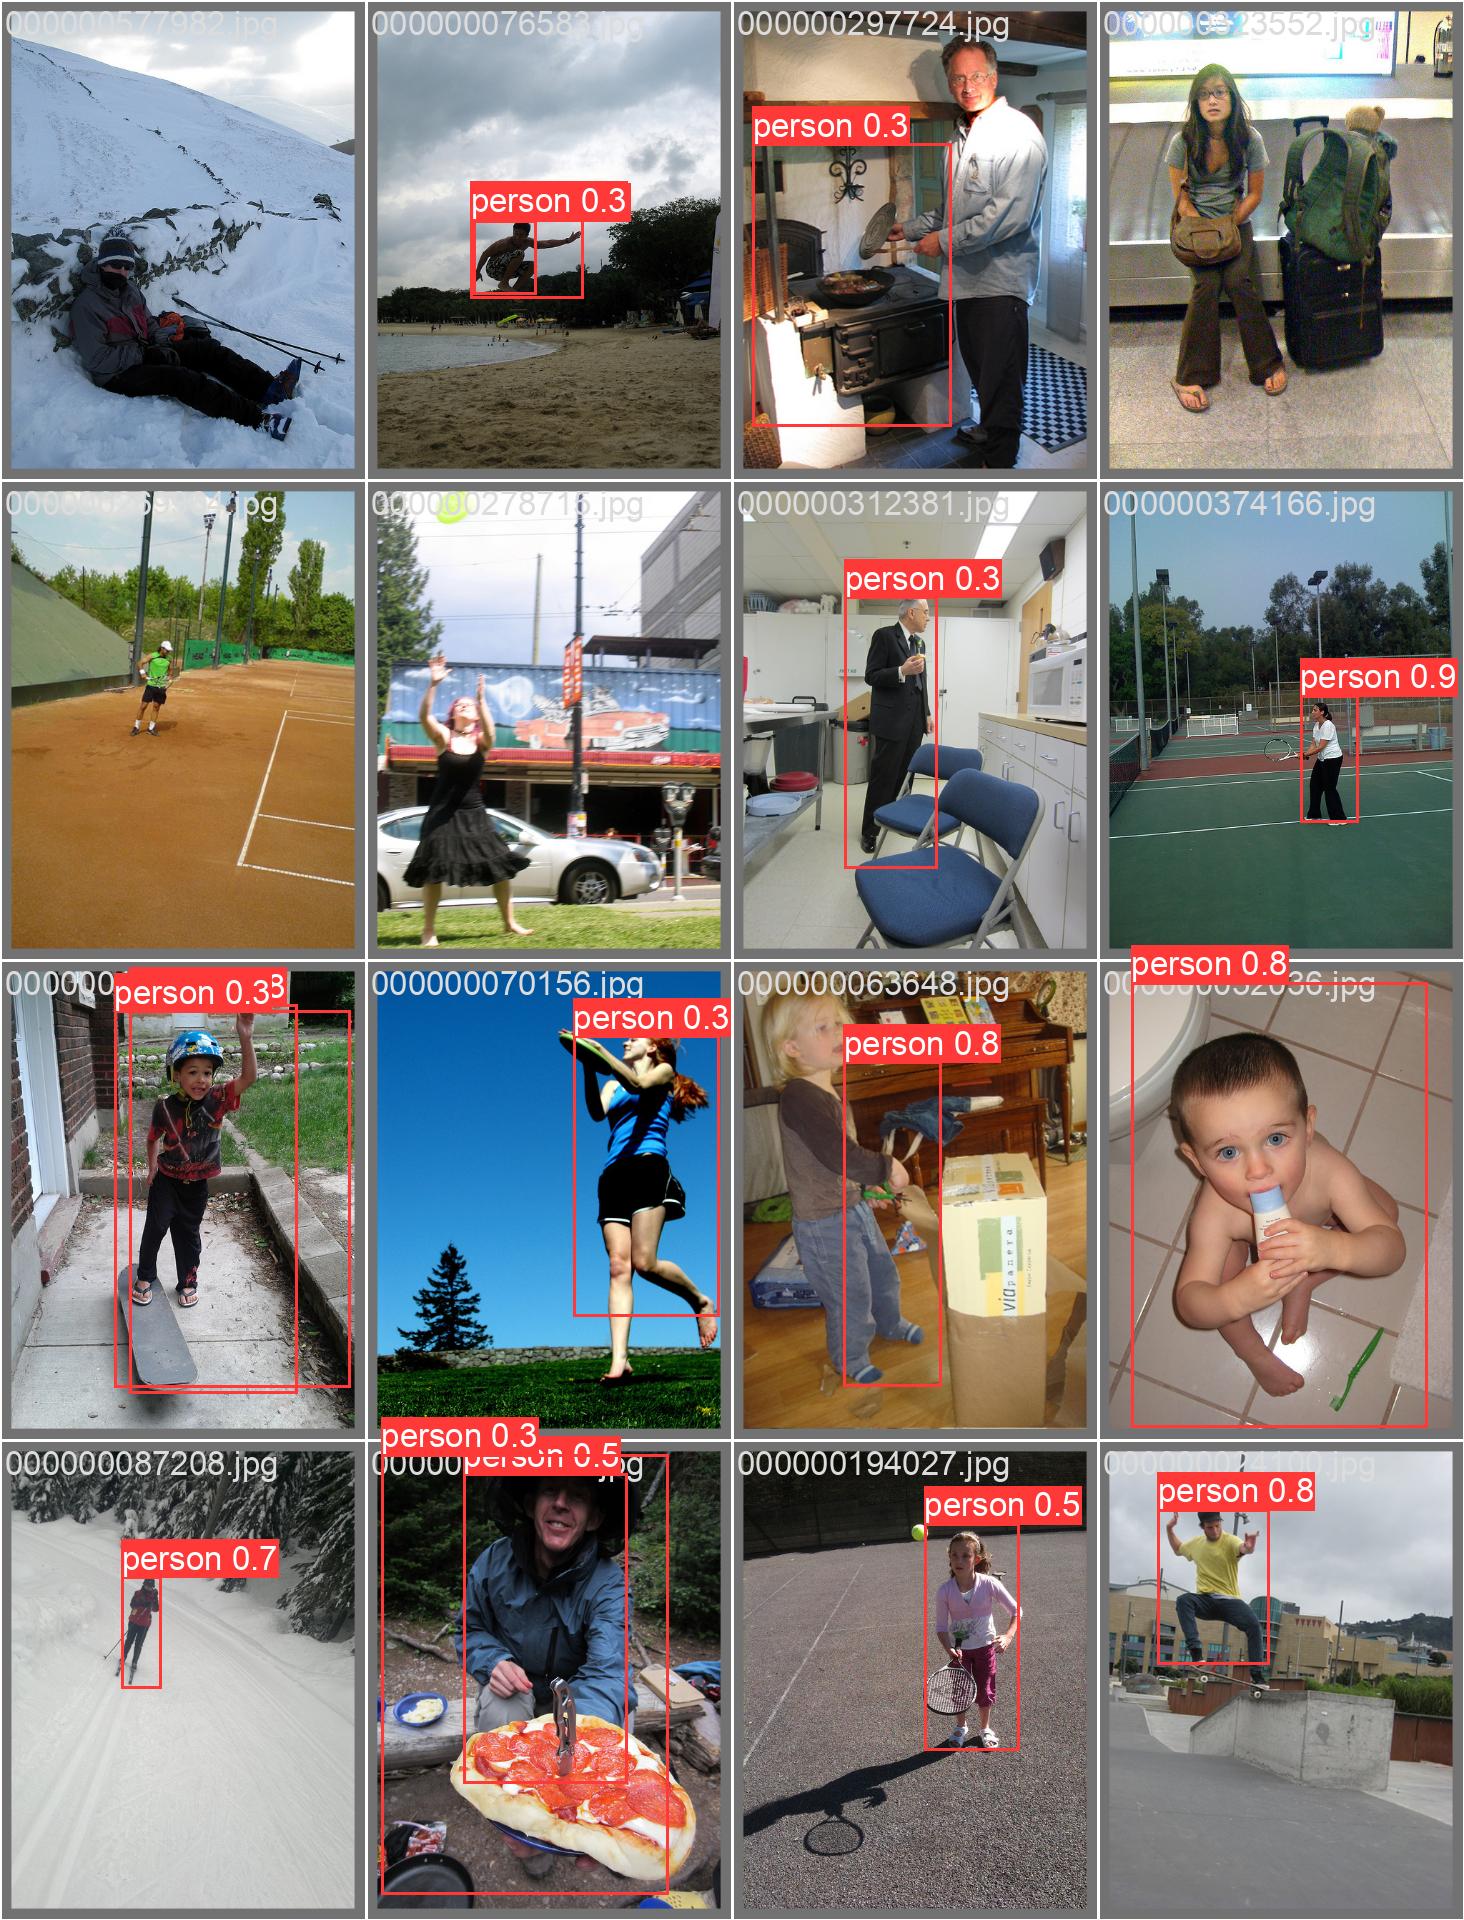 000000577982.jpg
000000076583.jpg
person 0.3
000000297724.jpg
person 0.3
000000278715.jpg
000000312381.jpg
person 0.3
000000374166.jpg
person 0.9
person 0.3
000000070156.jpg
person 0.3
000000063648.jpg
person 0.8
viapanera
person 0.8
000000087208.jpg
person 0.7
person 0.3
person 0.5
000000194027.jpg
person 0.5
person 0.8